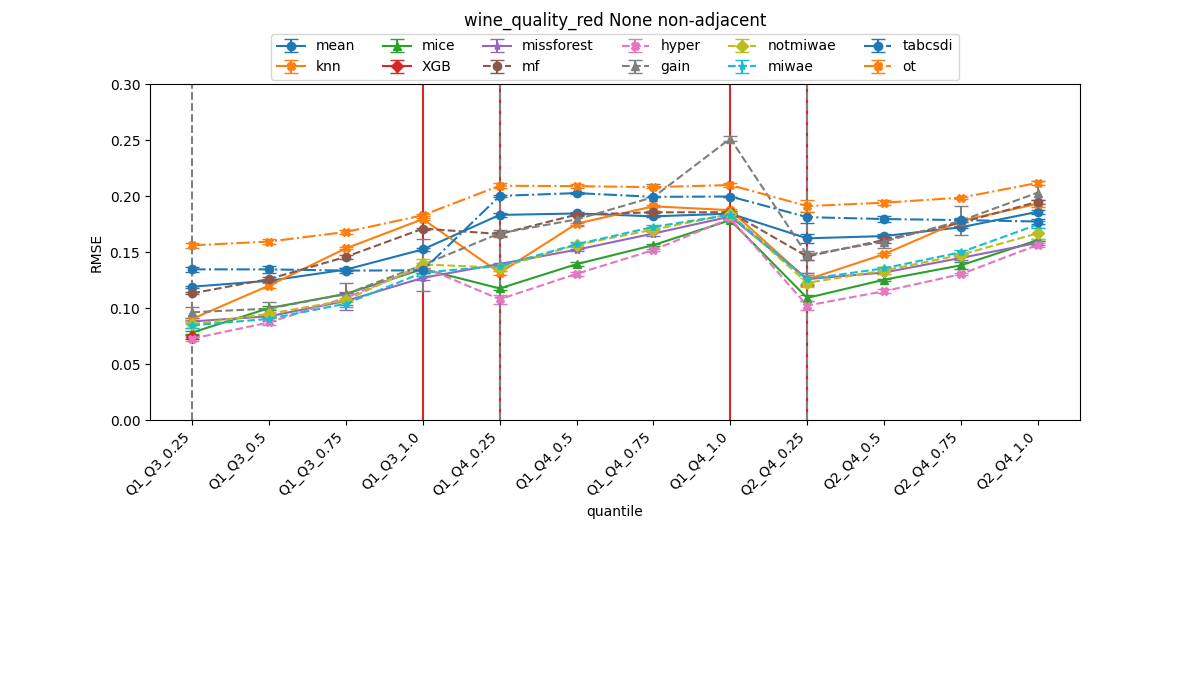 wine_quality_red None non-adjacent
mean mice missforest hyper notmiwae tabcsdi
knn XGB mf gain miwae ot
0.30
0.25
0.20
0.15
0.10
0.05
0.00
RMSE
Q1_Q3_0.25 Q1_Q3_0.5 Q1_Q3_0.75 Q1_Q3_1.0 Q1_Q4_0.25 Q1_Q4_0.5 Q1_Q4_0.75 Q1_Q4_1.0 Q2_Q4_0.25 Q2_Q4_0.5 Q2_Q4_0.75 Q2_Q4_1.0
quantile